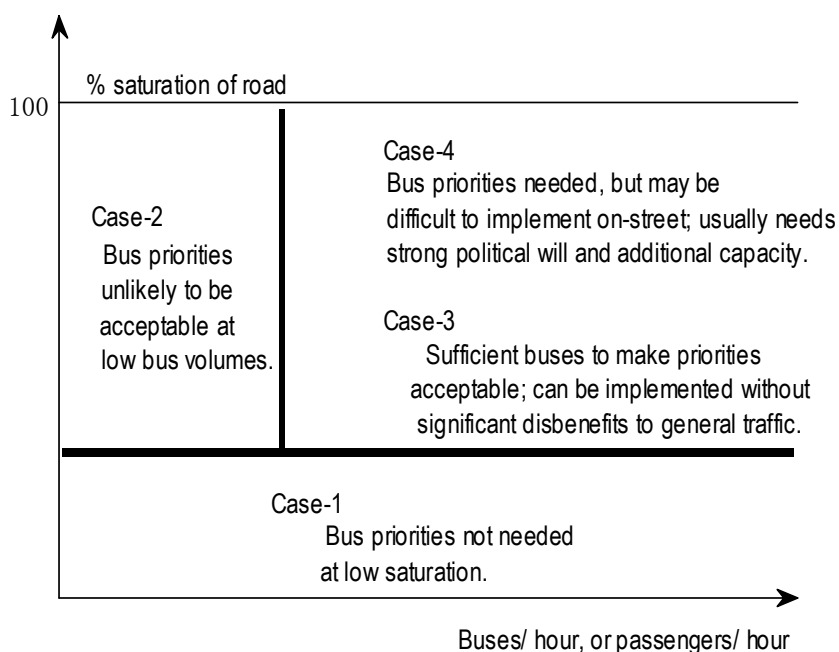 % saturation of road
100
Case-4
Bus priorities needed, but may be
difficult to implement on-street; usually needs
strong political will and additional capacity.
Case-2
Bus priorities
unlikely to be
acceptable at
low bus volumes.
Case-3
Sufficient buses to make priorities
acceptable; can be implemented without
significant disbenefits to general traffic.
Case-1
Bus priorities not needed
at low saturation.
Buses/ hour, or passengers/ hour